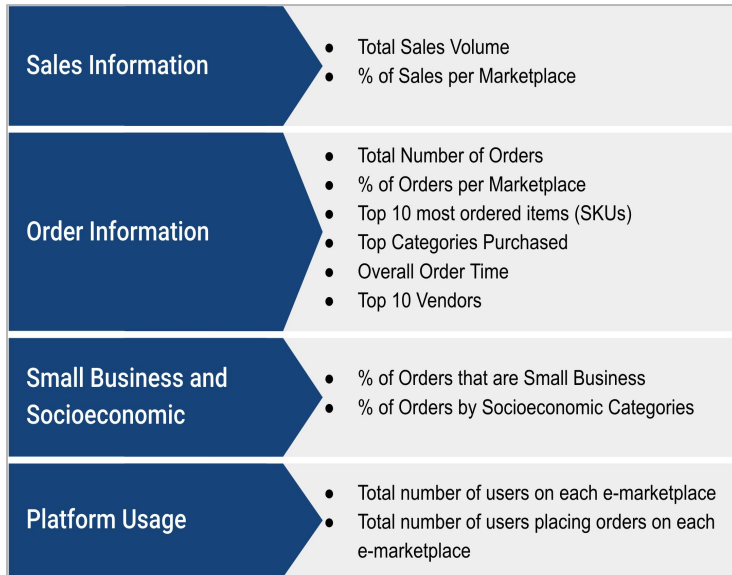 Sales Information
● Total Sales Volume
● % of Sales per Marketplace
Order Information
● Total Number of Orders
● % of Orders per Marketplace
● Top 10 most ordered items (SKUs)
● Top Categories Purchased
● Overall Order Time
● Top 10 Vendors
Small Business and
Socioeconomic
● % of Orders that are Small Business
● % of Orders by Socioeconomic Categories
Platform Usage
● Total number of users on each e-marketplace
● Total number of users placing orders on each
e-marketplace